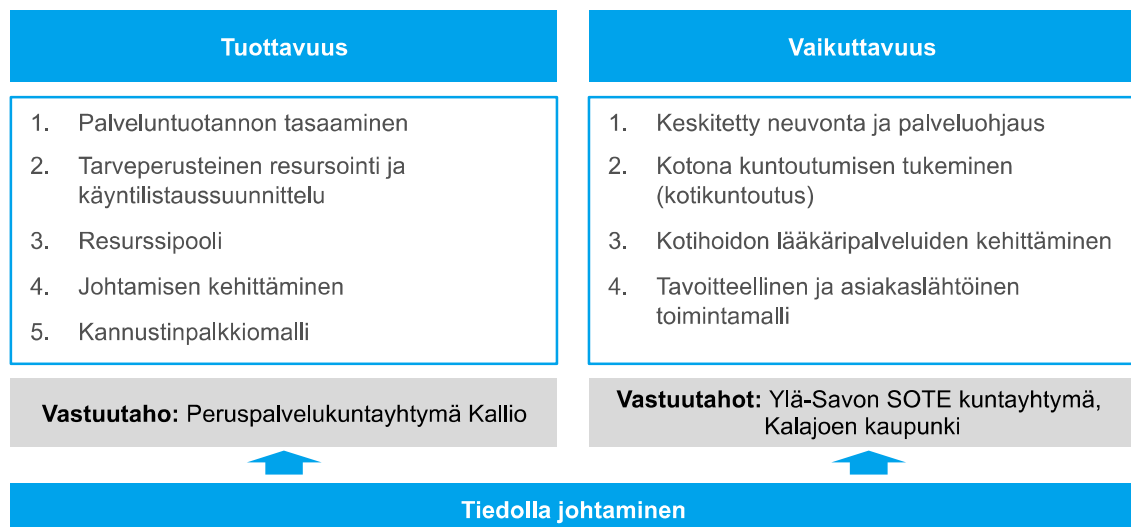 Tuottavuus
1. Palveluntuotannon tasaaminen
2. Tarveperusteinen resursointi ja
käyntilistaussuunnittelu
3. Resurssipooli
4. Johtamisen kehittäminen
5. Kannustinpalkkiomalli
Vastuutaho: Peruspalvelukuntayhtymä Kallio
Vaikuttavuus
1. Keskitetty neuvonta ja palveluohjaus
2. Kotona kuntoutumisen tukeminen
(kotikuntoutus)
3. Kotihoidon lääkäripalveluiden kehittäminen
4. Tavoitteellinen ja asiakaslähtöinen
toimintamalli
Vastuutahot: Ylä-Savon SOTE kuntayhtymä,
Kalajoen kaupunki
Tiedolla johtaminen